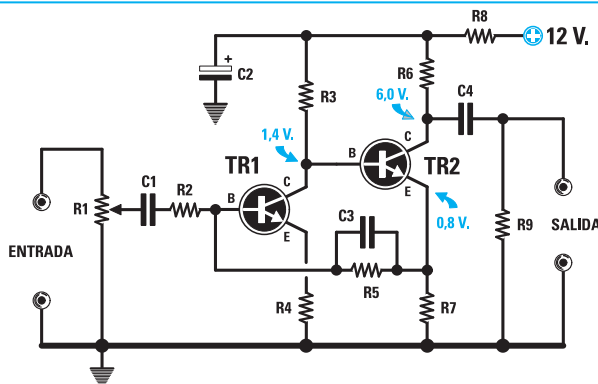 R8
12 V.
+
C2
R3
R6
6,0 V.
C4
1,4 V.
B
C
E
TR1
TR2
C1
R2
R1
B
C
E
C3
0,8 V.
R9
SALIDA
ENTRADA
R4
R5
R7